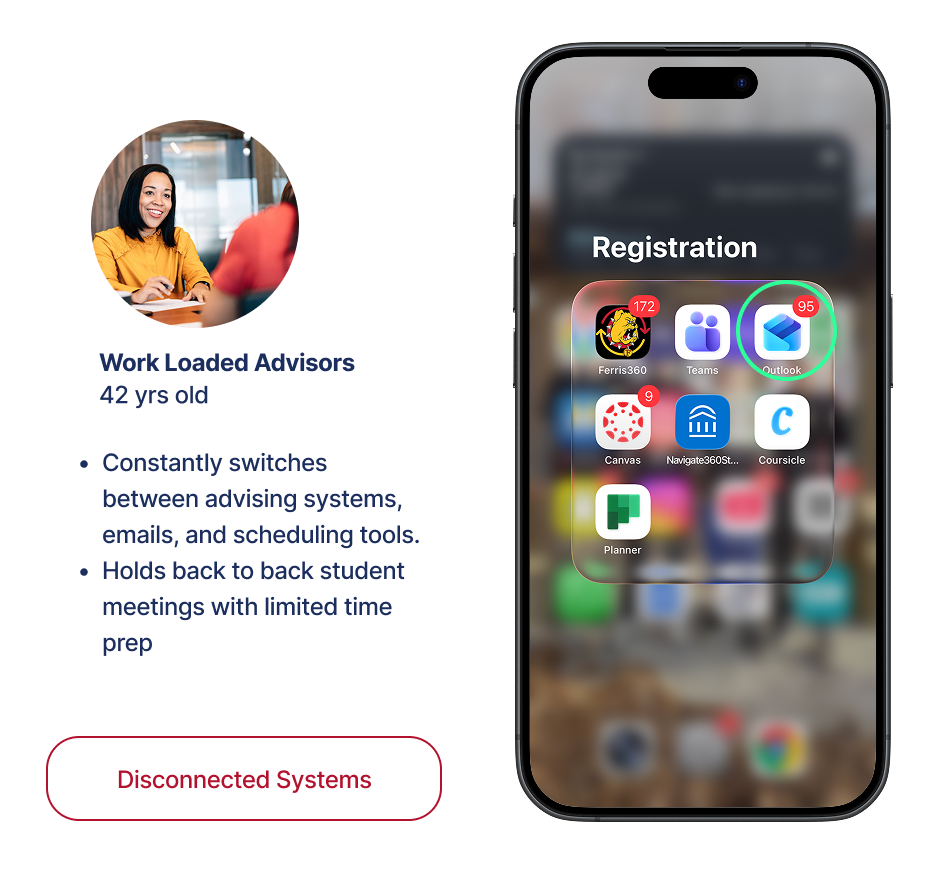 Work Loaded Advisors
42 yrs old
• Constantly switches
between advising systems,
emails, and scheduling tools.
• Holds back to back student
meetings with limited time
prep
Disconnected Systems
Registration
172
95
Ferris360
Teams
Outlook
9
Canvas
Navigate360St...
Coursicle
Planner